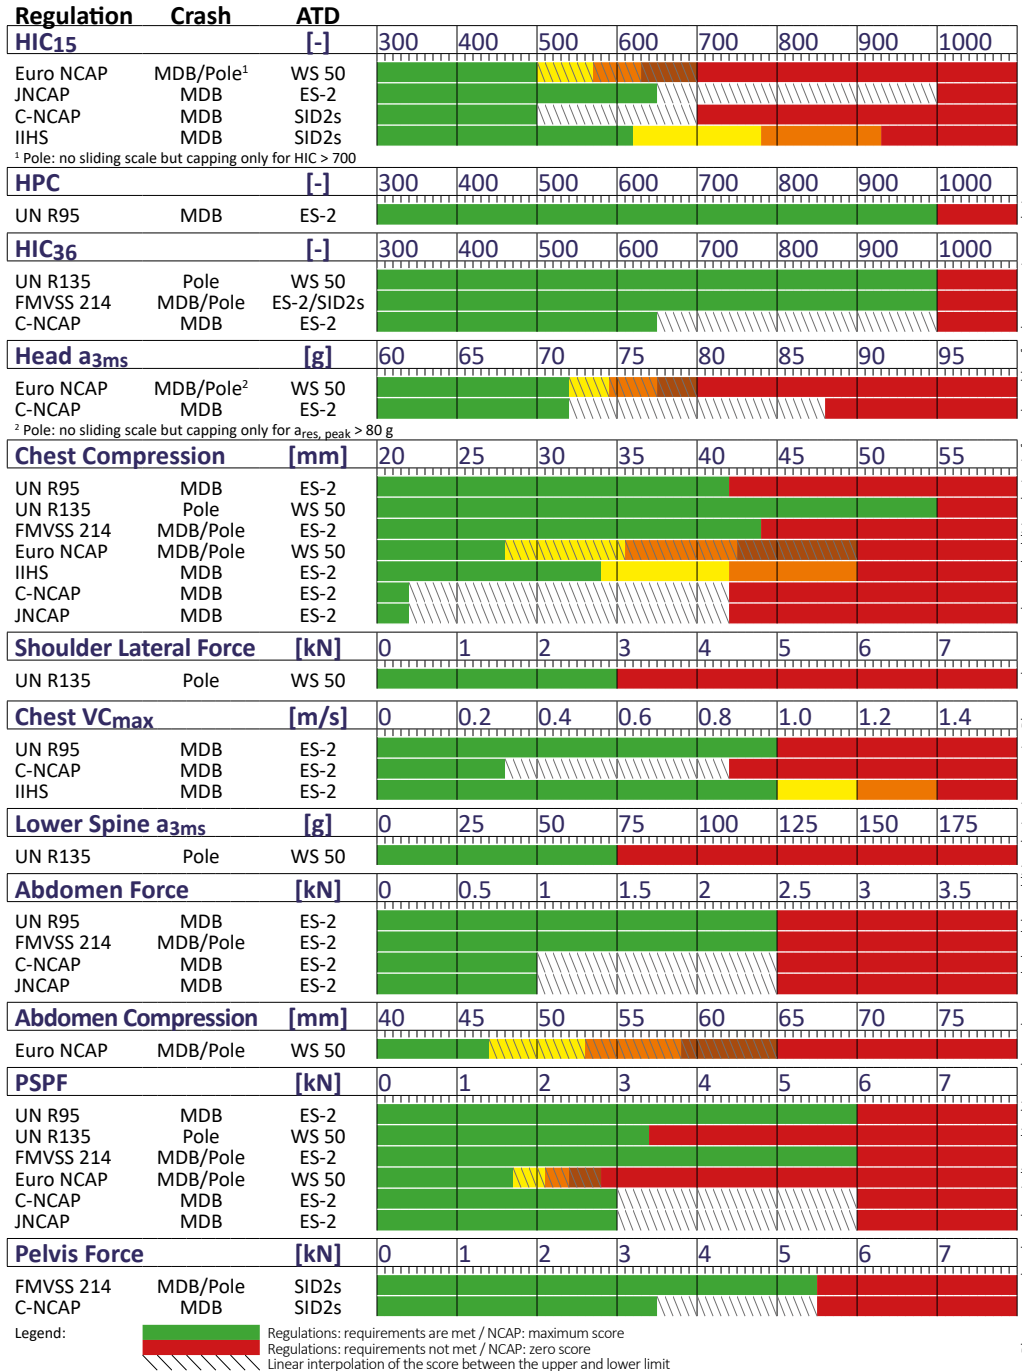 Regulation Crash ATD
HIC15 [-] 300 400 500 600 700 800 900 1000
Euro NCAP MDB/Pole1 WS 50
JNCAP MDB ES-2
C-NCAP MDB SID2s
IIHS MDB SID2s
1 Pole: no sliding scale but capping only for HIC > 700
HPC [-] 300 400 500 600 700 800 900 1000
UN R95 MDB ES-2
HIC36 [-] 300 400 500 600 700 800 900 1000
UN R135 Pole WS 50
FMVSS 214 MDB/Pole ES-2/SID2s
C-NCAP MDB ES-2
Head a3ms [g] 60 65 70 75 80 85 90 95
Euro NCAP MDB/Pole2 WS 50
C-NCAP MDB ES-2
2 Pole: no sliding scale but capping only for ares, peak > 80 g
Chest Compression [mm] 20 25 30 35 40 45 50 55
UN R95 MDB ES-2
UN R135 Pole WS 50
FMVSS 214 MDB/Pole ES-2
Euro NCAP MDB/Pole WS 50
IIHS MDB ES-2
C-NCAP MDB ES-2
JNCAP MDB ES-2
Shoulder Lateral Force [kN] 0 1 2 3 4 5 6 7
UN R135 Pole WS 50
Chest VCmax [m/s] 0 0.2 0.4 0.6 0.8 1.0 1.2 1.4
UN R95 MDB ES-2
C-NCAP MDB ES-2
IIHS MDB ES-2
Lower Spine a3ms [g] 0 25 50 75 100 125 150 175
UN R135 Pole WS 50
Abdomen Force [kN] 0 0.5 1 1.5 2 2.5 3 3.5
UN R95 MDB ES-2
FMVSS 214 MDB/Pole ES-2
C-NCAP MDB ES-2
JNCAP MDB ES-2
Abdomen Compression [mm] 40 45 50 55 60 65 70 75
Euro NCAP MDB/Pole WS 50
PSPF [kN] 0 1 2 3 4 5 6 7
UN R95 MDB ES-2
UN R135 Pole WS 50
FMVSS 214 MDB/Pole ES-2
Euro NCAP MDB/Pole WS 50
C-NCAP MDB ES-2
JNCAP MDB ES-2
Pelvis Force [kN] 0 1 2 3 4 5 6 7
FMVSS 214 MDB/Pole SID2s
C-NCAP MDB SID2s
Legend: Regulations: requirements are met / NCAP: maximum score
Regulations: requirements not met / NCAP: zero score
Linear interpolation of the score between the upper and lower limit